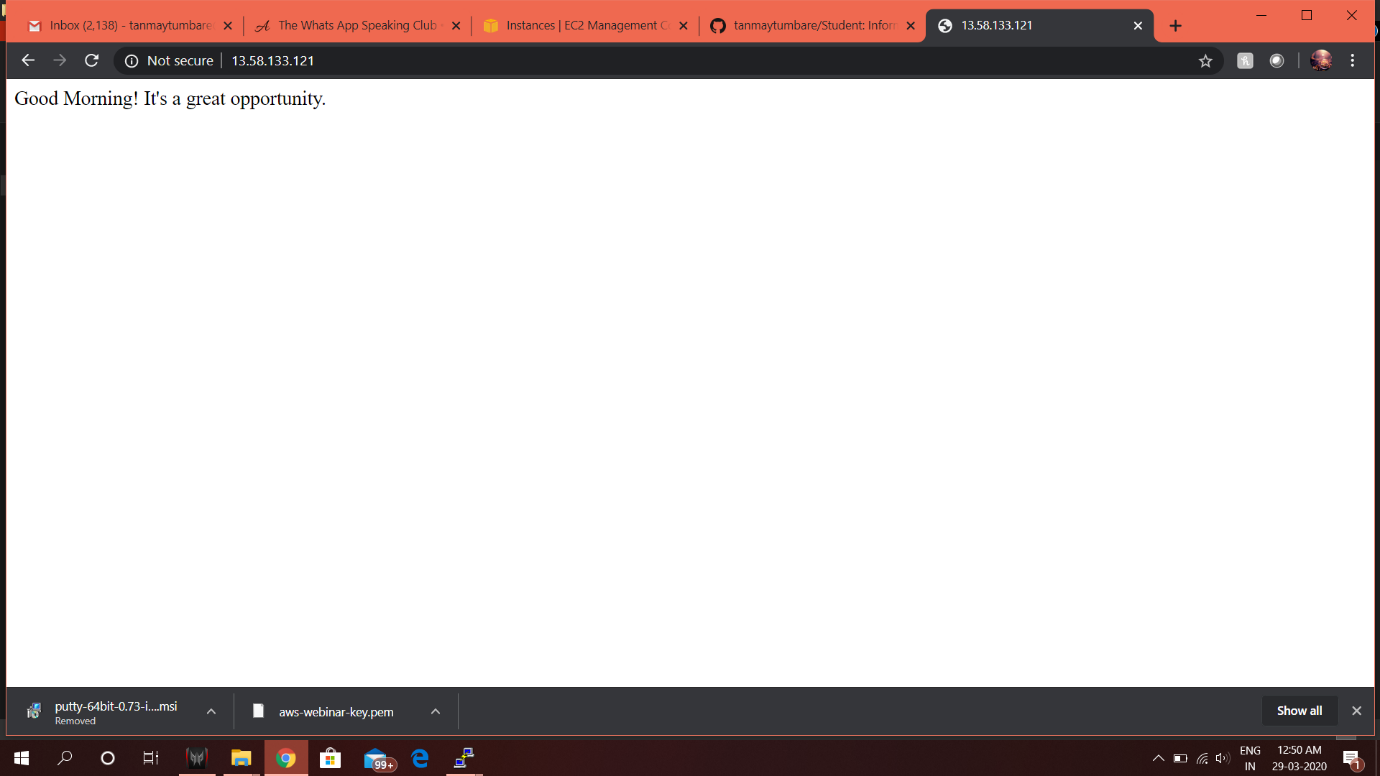 Inbox (2,138) - tanmaytumbare
The Whats App Speaking Club -
Instances | EC2 Management C
tanmaytumbare/Student: Inform
13.58.133.121
Not secure
13.58.133.121
Good Morning! It's a great opportunity.
putty-64bit-0.73-i....msi
Removed
aws-webinar-key.pem
Show all
99+
ENG
IN
12:50 AM
29-03-2020
1